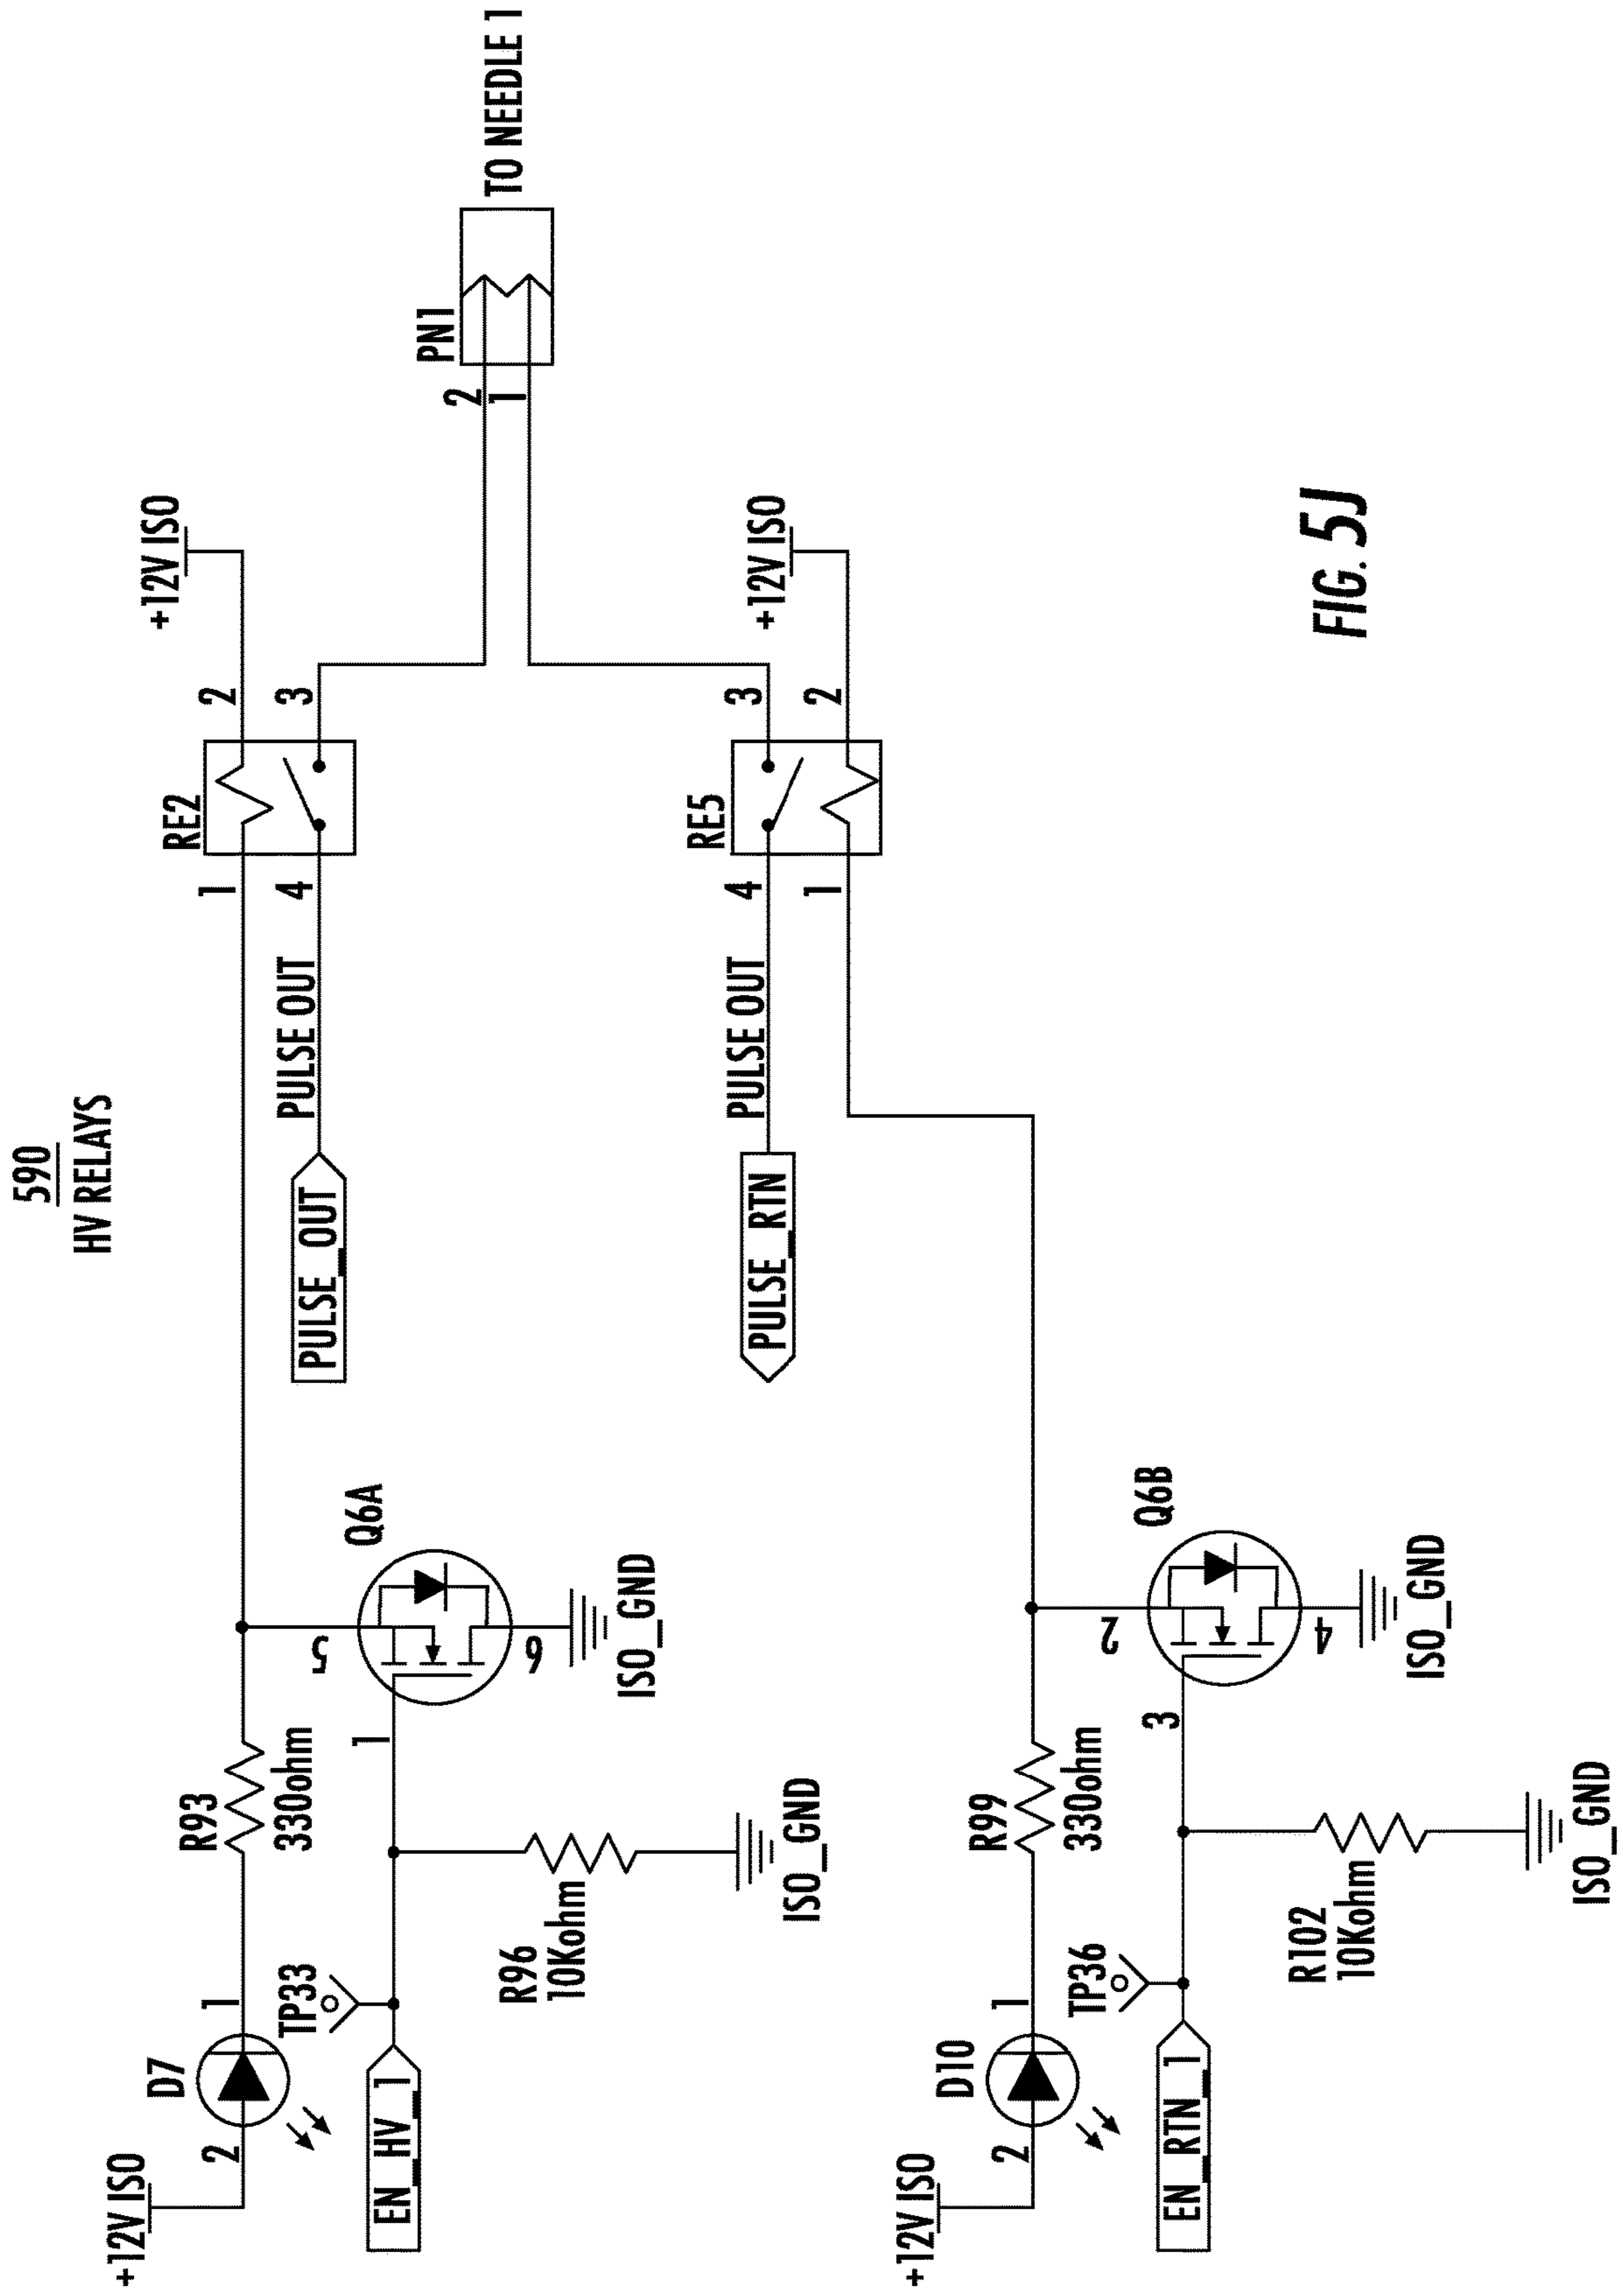 590
HV RELAYS
+12V ISO
D7
2
1
R93
330ohm
EN_HV_1
TP33
1
R96
10Kohm
ISO_GND
Q6A
5
6
ISO_GND
PULSE_OUT
PULSE OUT
RE2
1
4
2
3
+12V ISO
PULSE_RTN
PULSE OUT
RE5
4
1
3
2
+12V ISO
PN1
2
1
TO NEEDLE 1
+12V ISO
D10
2
1
R99
330ohm
EN_RTN_1
TP36
3
R102
10Kohm
ISO_GND
Q6B
2
4
ISO_GND
FIG. 5J